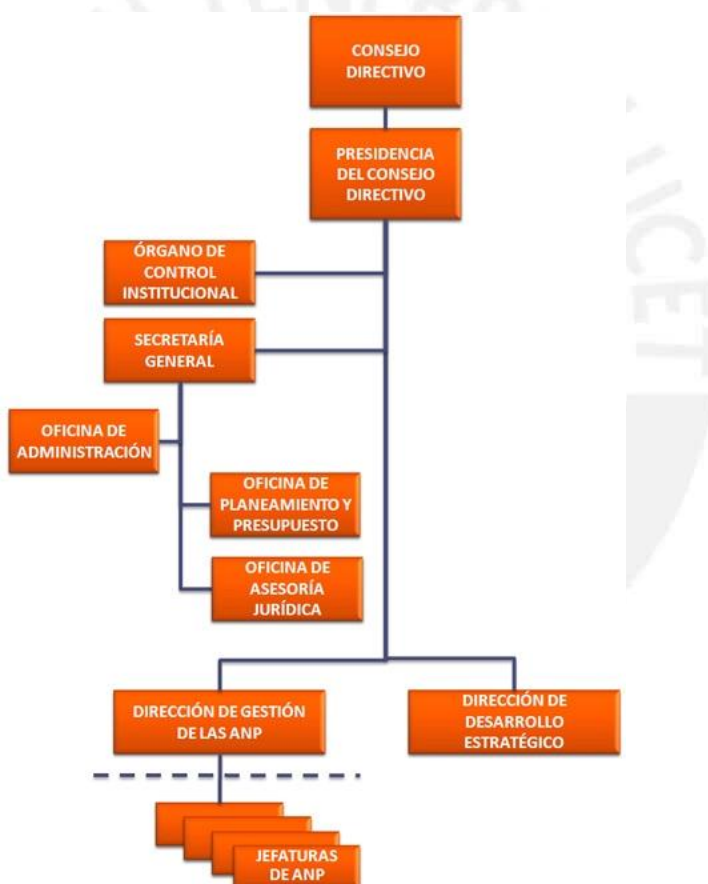 CONSEJO
DIRECTIVO
PRESIDENCIA
DEL CONSEJO
DIRECTIVO
ÓRGANO DE
CONTROL
INSTITUCIONAL
SECRETARÍA
GENERAL
OFICINA DE
ADMINISTRACIÓN
OFICINA DE
PLANEAMIENTO Y
PRESUPUESTO
OFICINA DE
ASESORÍA
JURÍDICA
DIRECCIÓN DE GESTIÓN
DE LAS ANP
DIRECCIÓN DE
DESARROLLO
ESTRATÉGICO
JEFATURAS
DE ANP